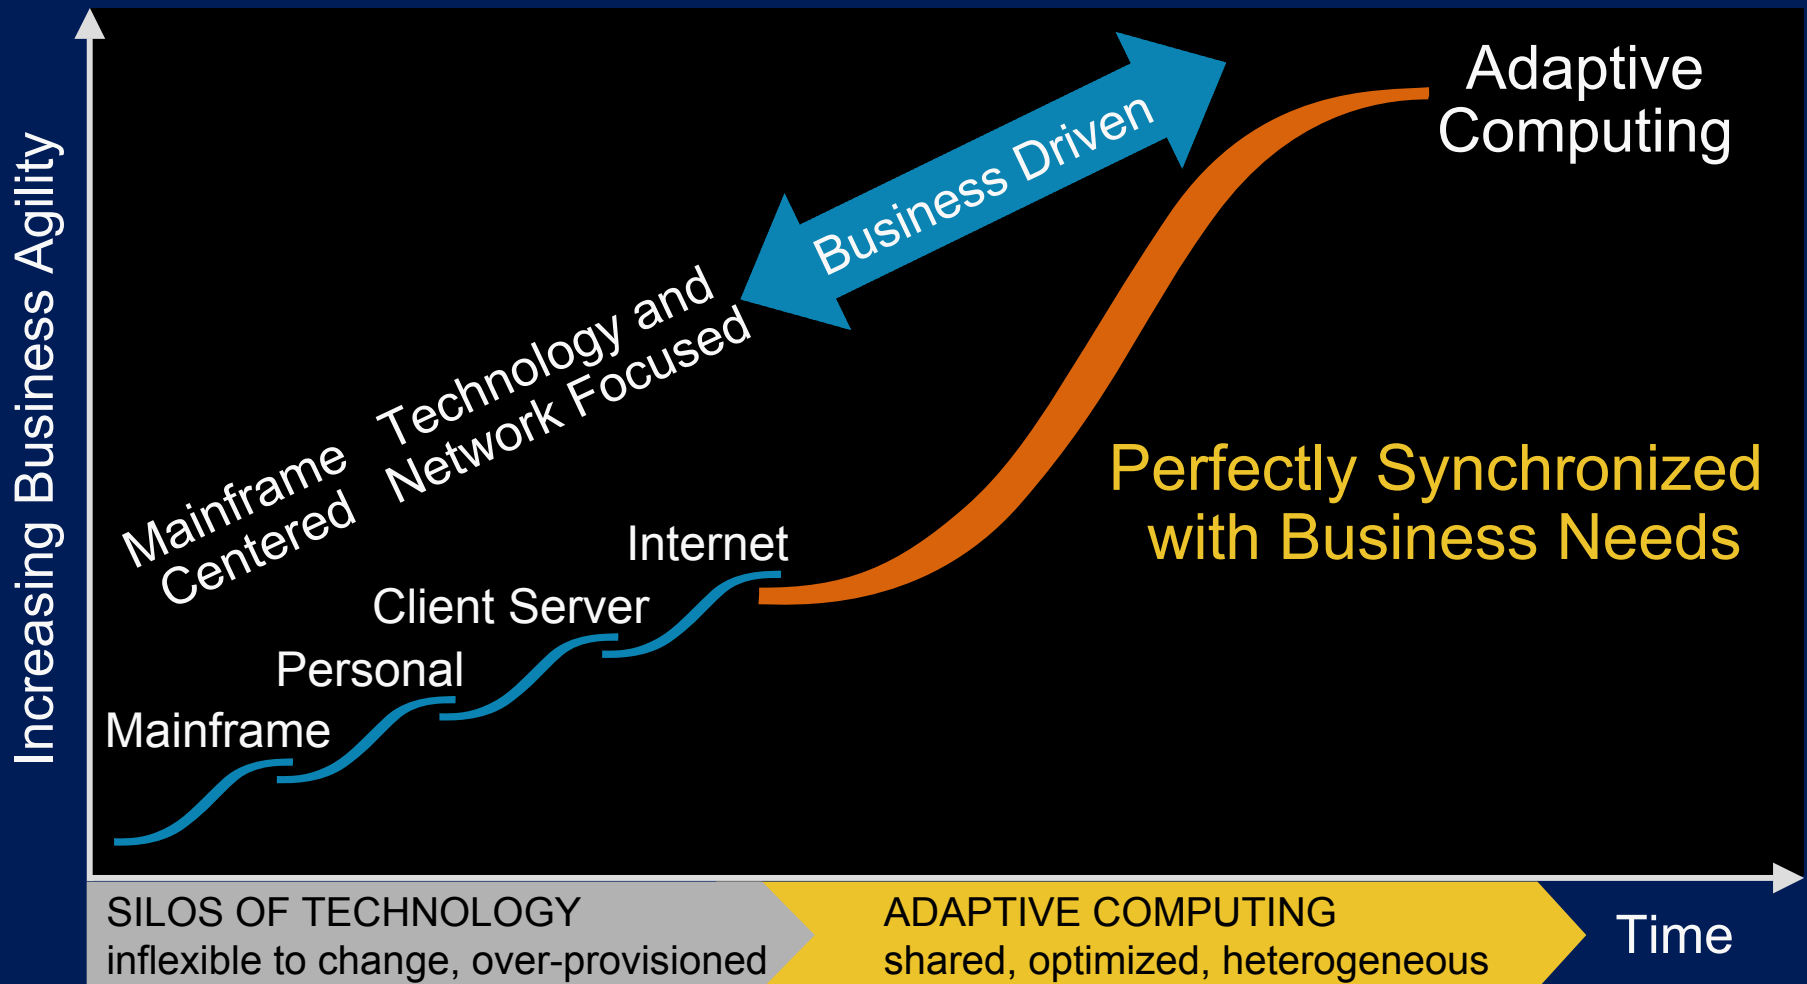 Increasing Business Agility
Adaptive
Computing
Business Driven
Technology and
Network Focused
Mainframe
Centered
Perfectly Synchronized
with Business Needs
Internet
Client Server
Personal
Mainframe
SILOS OF TECHNOLOGY
inflexible to change, over-provisioned
ADAPTIVE COMPUTING
shared, optimized, heterogeneous
Time